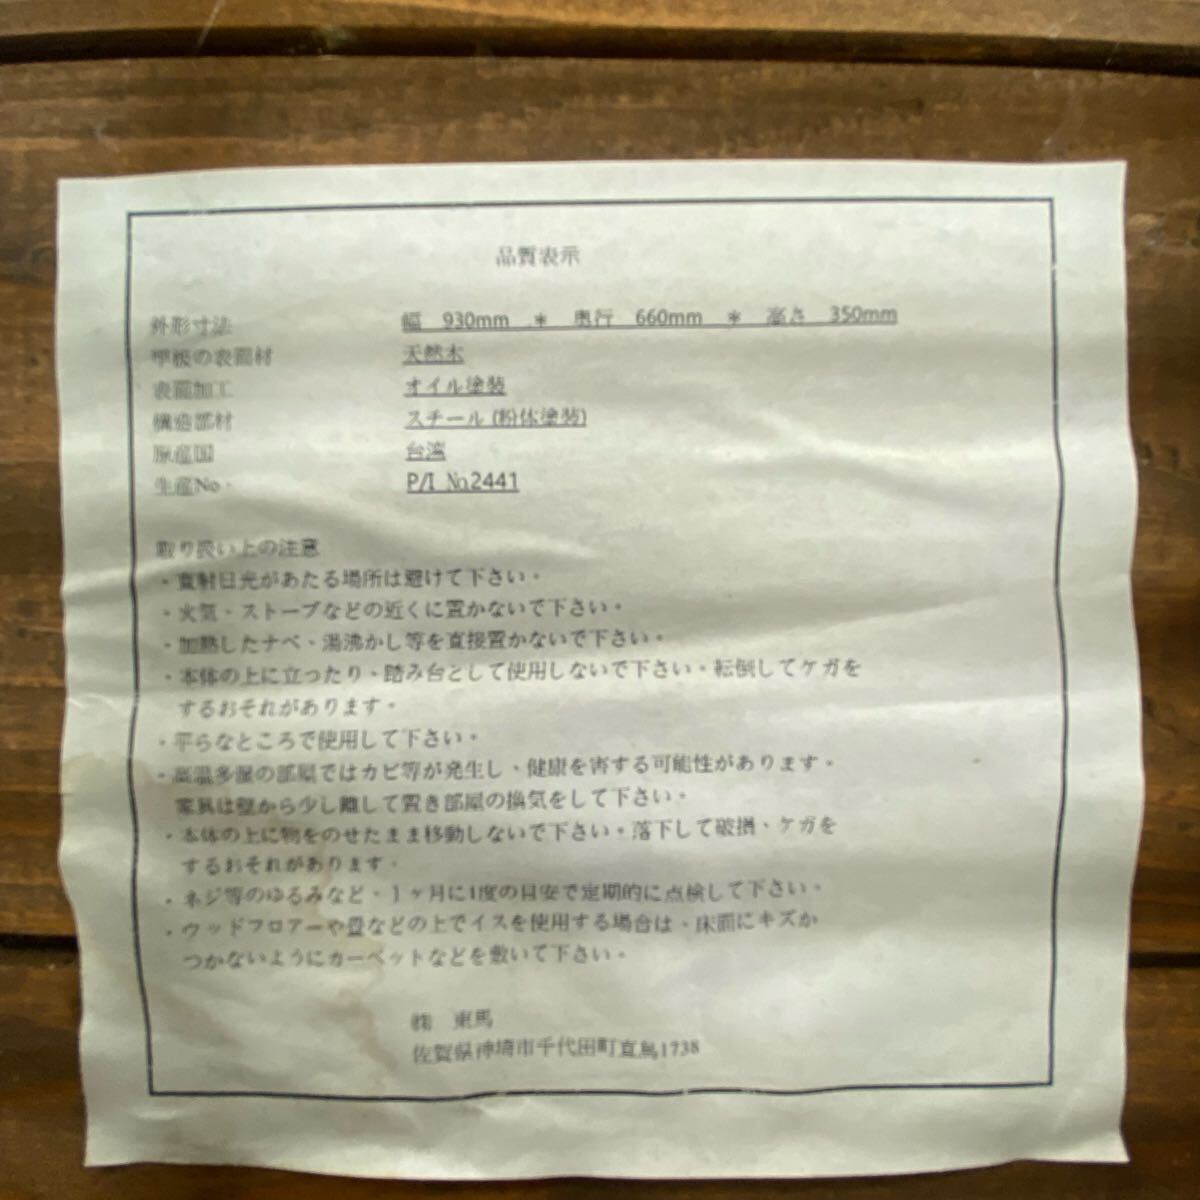 品質表示
外形寸法 幅 930mm * 奥行 660mm * 高さ 350mm
甲板の表面材 天然木
表面加工 オイル塗装
構造部材 スチール (粉体塗装)
原産国 台湾
生産No. P/I №2441
取り扱い上の注意
・直射日光があたる場所は避けて下さい。
・火気、ストーブなどの近くに置かないで下さい。
・加熱したナベ、湯沸かし等を直接置かないで下さい。
・本体の上に立ったり、踏み台として使用しないで下さい。転倒してケガを
するおそれがあります。
・平らなところで使用して下さい。
・高温多湿の部屋ではカビ等が発生し、健康を害する可能性があります。
家具は壁から少し離して置き部屋の換気をして下さい。
・本体の上に物をのせたまま移動しないで下さい。落下して破損、ケガを
するおそれがあります。
・ネジ等のゆるみなど、1ヶ月に1度の目安で定期的に点検して下さい。
・ウッドフロアーや畳などの上でイスを使用する場合は、床面にキズか
つかないようにカーペットなどを敷いて下さい。
㈱ 東馬
佐賀県神埼市千代田町直鳥1738